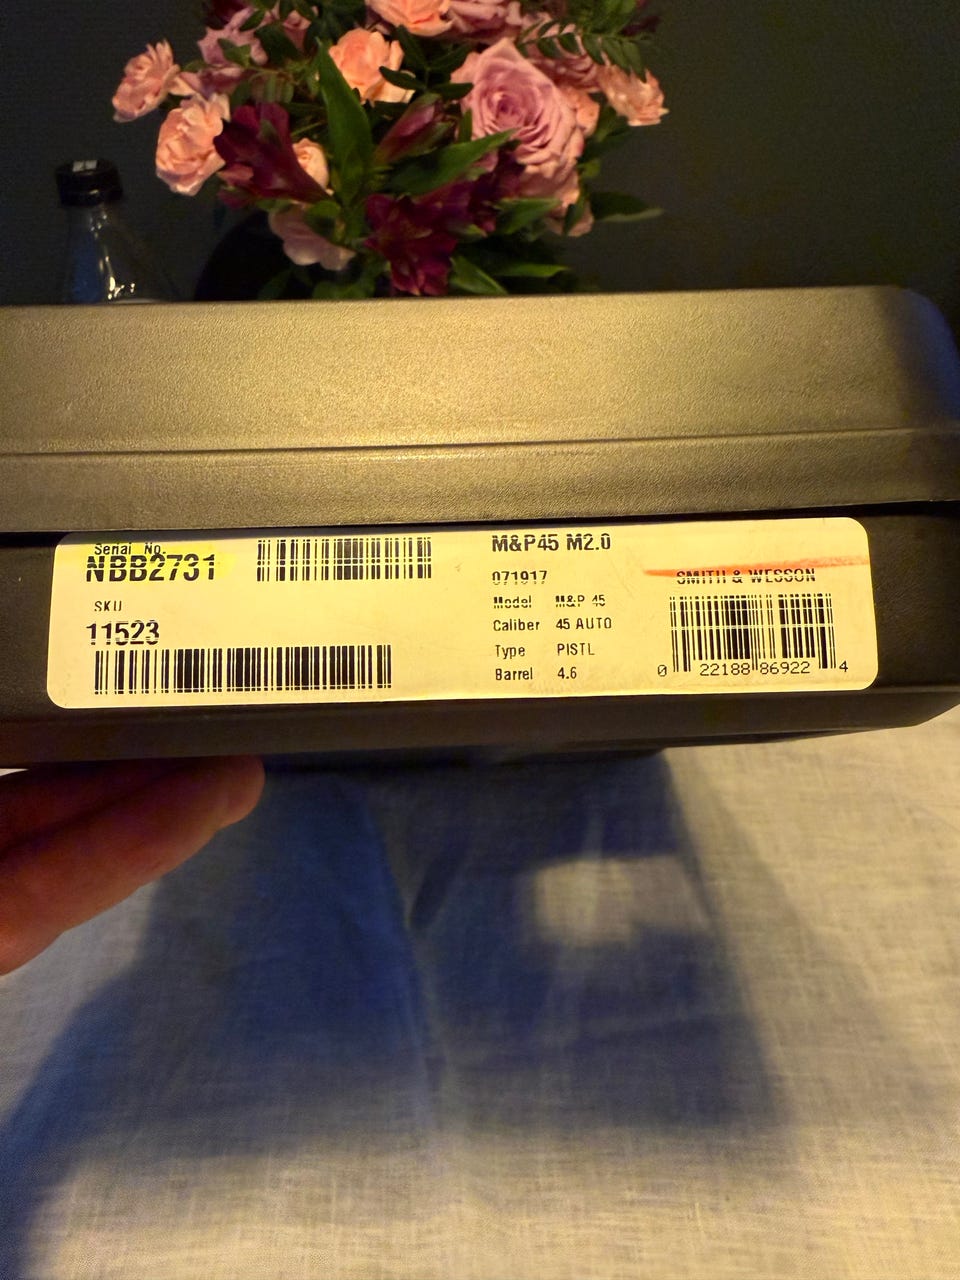 Serial No.
NBB2731
SKU
11523
M&P45 M2.0
071917
SMITH & WESSON
Model M&P 45
Caliber 45 AUTO
Type PISTL
Barrel 4.6
0 22188 86922 4